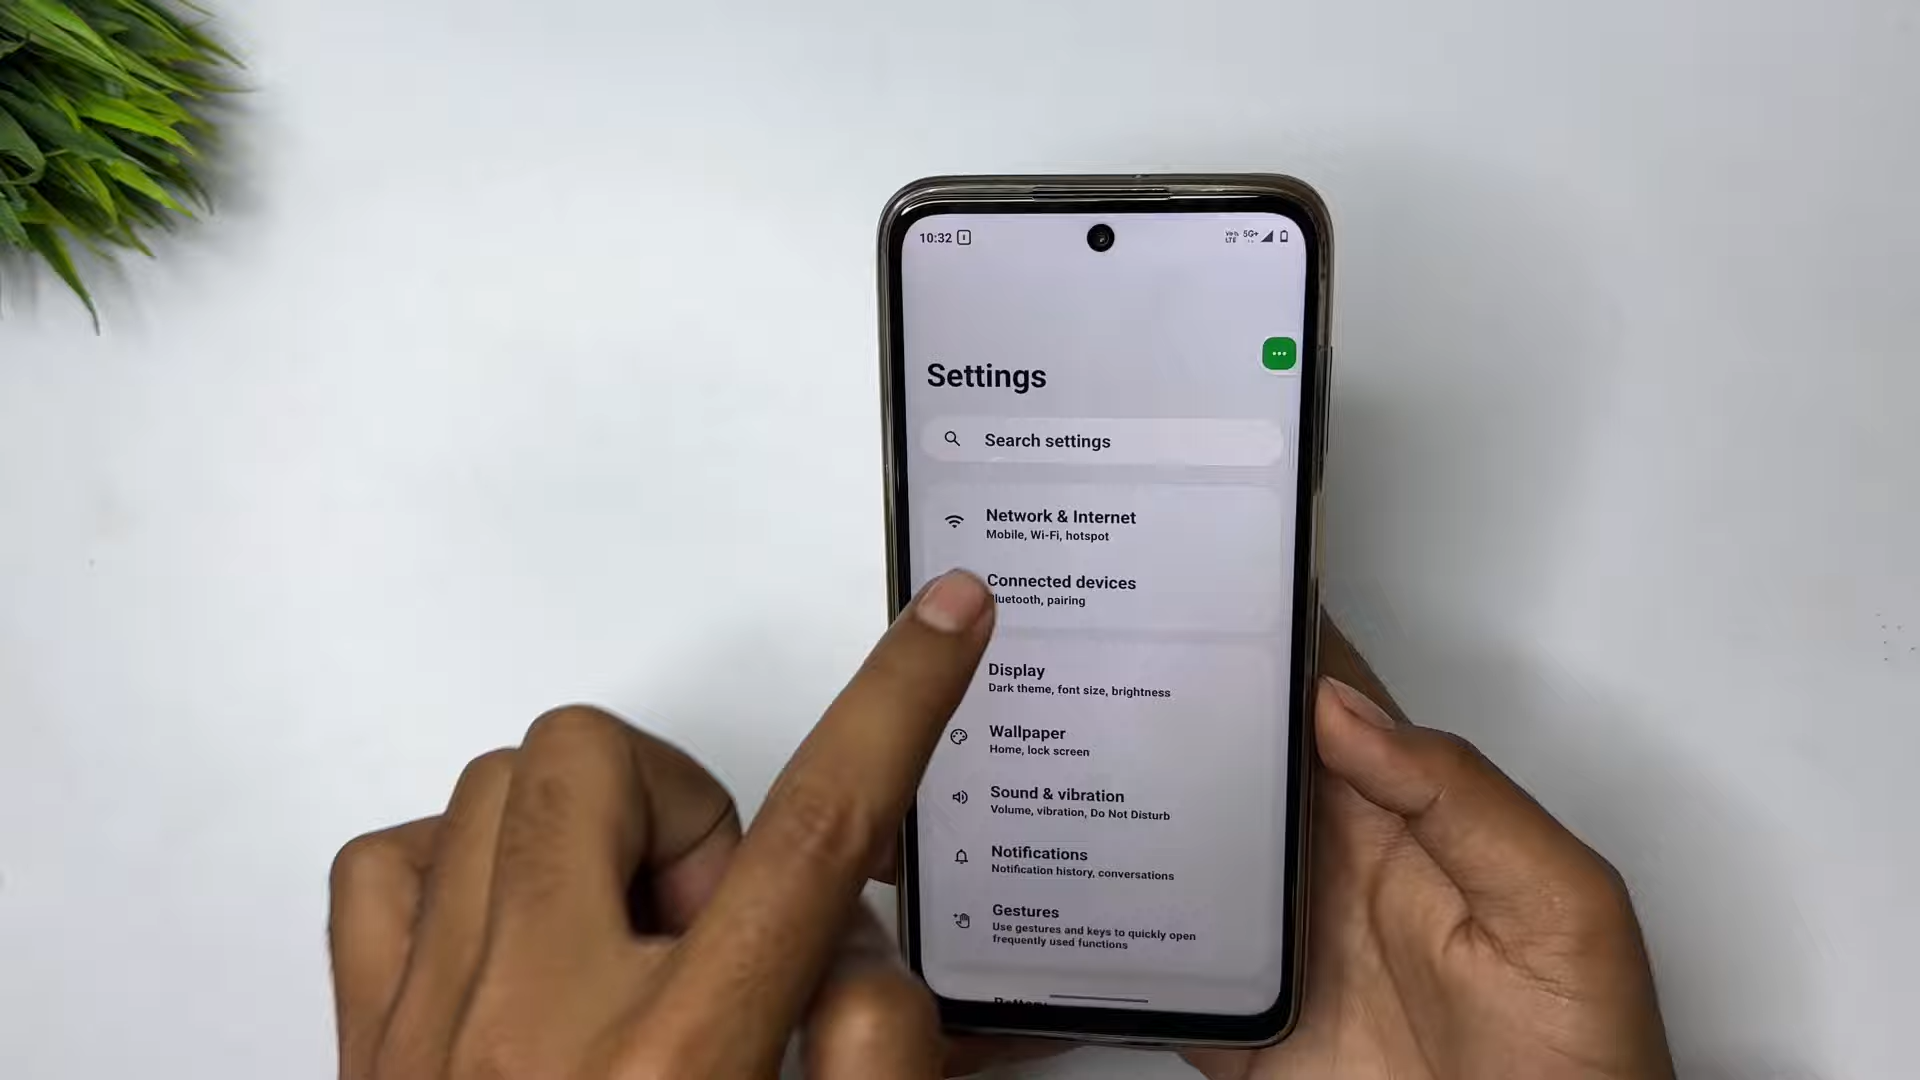 10:32
5G+
LTE
Settings
Search settings
Network & Internet
Mobile, Wi-Fi, hotspot
Connected devices
luetooth, pairing
Display
Dark theme, font size, brightness
Wallpaper
Home, lock screen
Sound & vibration
Volume, vibration, Do Not Disturb
Notifications
Notification history, conversations
Gestures
Use gestures and keys to quickly open
frequently used functions
Battery